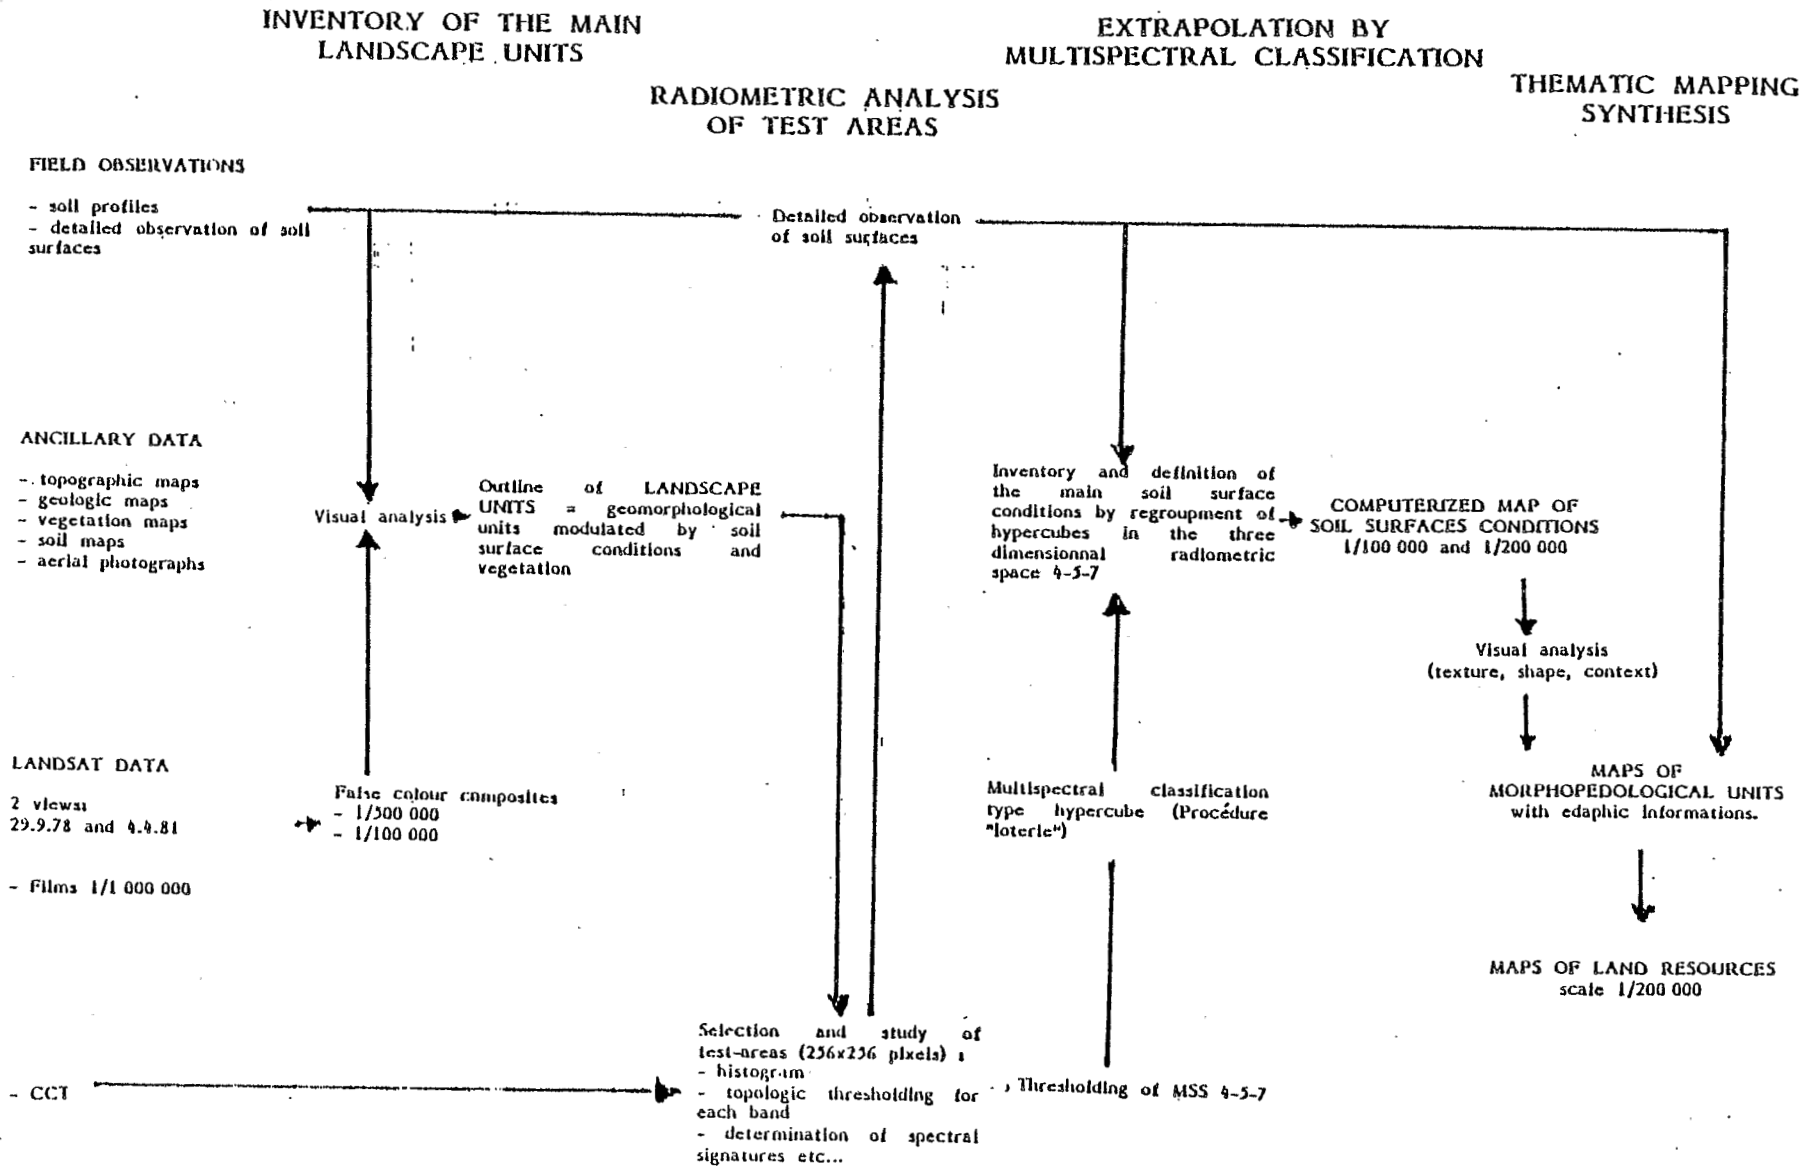 INVENTORY OF THE MAIN
LANDSCAPE UNITS
EXTRAPOLATION BY
MULTISPECTRAL CLASSIFICATION
RADIOMETRIC ANALYSIS
OF TEST AREAS
THEMATIC MAPPING
SYNTHESIS
FIELD OBSERVATIONS
- soil profiles
- detailed observation of soil
surfaces
Detailed observation
of soil surfaces
ANCILLARY DATA
- topographic maps
- geologic maps
- vegetation maps
- soil maps
- aerial photographs
Visual analysis
Outline of LANDSCAPE
UNITS = geomorphological
units modulated by soil
surface conditions and
vegetation
Inventory and definition of
the main soil surface
conditions by regroupment of
hypercubes in the three
dimensionnal radiometric
space 4-5-7
COMPUTERIZED MAP OF
SOIL SURFACES CONDITIONS
1/100 000 and 1/200 000
Visual analysis
(texture, shape, context)
LANDSAT DATA
2 views:
29.9.78 and 4.4.81
- Films 1/1 000 000
False colour composites
- 1/500 000
- 1/100 000
Multispectral classification
type hypercube (Procédure
"loterie")
MAPS OF
MORPHOPEDOLOGICAL UNITS
with edaphic informations.
MAPS OF LAND RESOURCES
scale 1/200 000
- CCT
Selection and study of
test-areas (256x256 pixels) :
- histogram
- topologic thresholding for
each band
- determination of spectral
signatures etc...
Thresholding of MSS 4-5-7